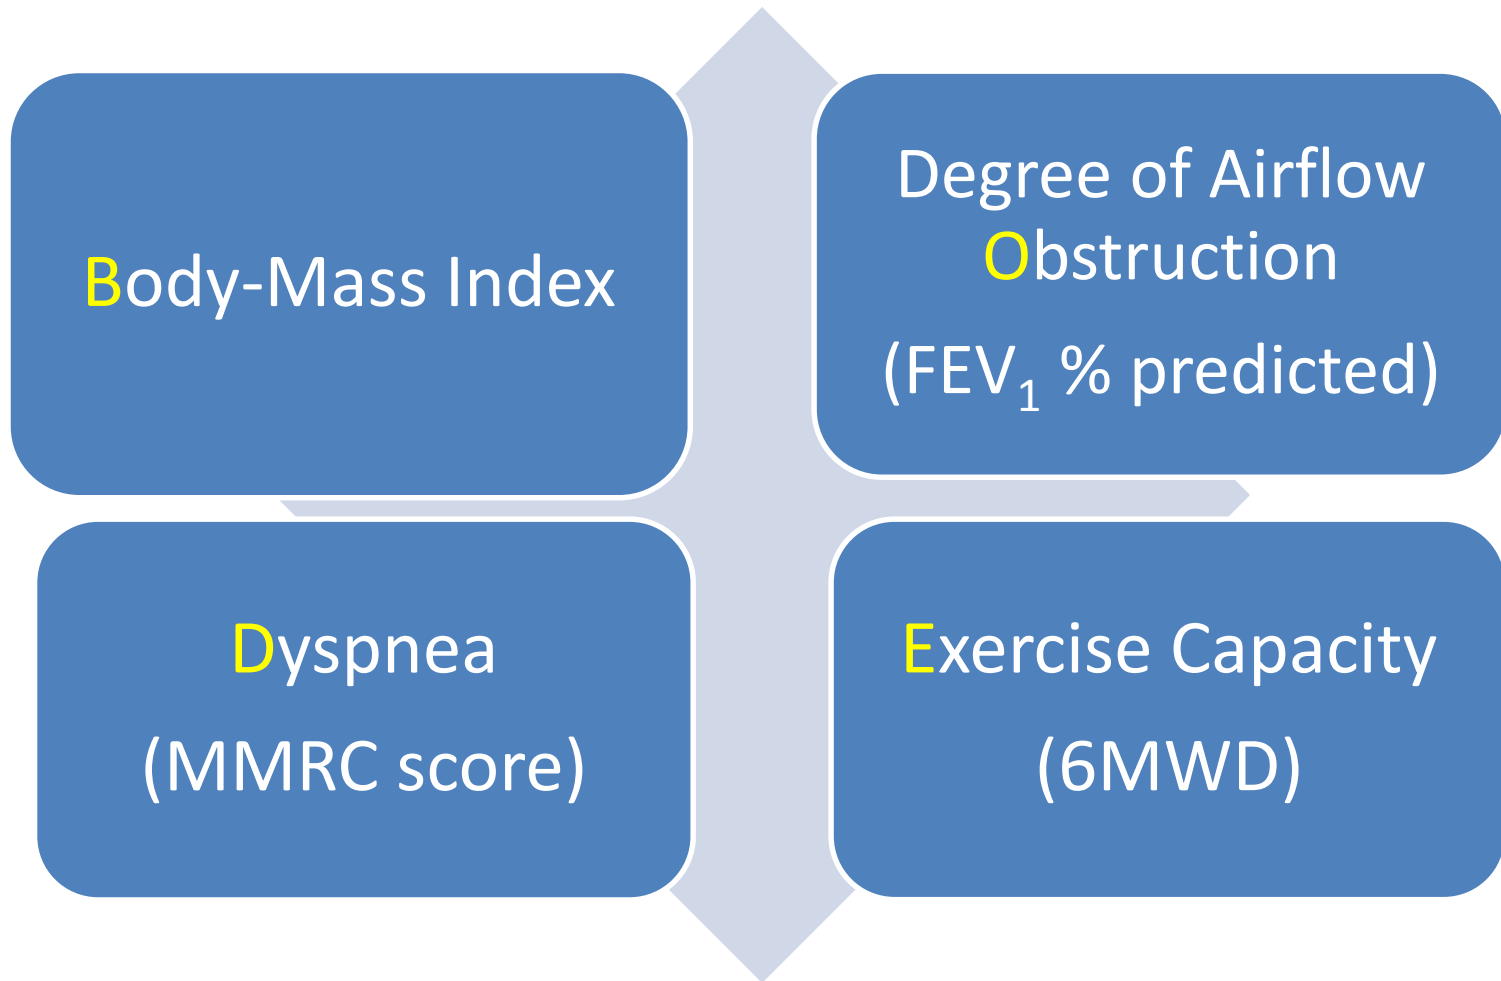 Body-Mass Index
Degree of Airflow
Obstruction
(FEV₁ % predicted)
Dyspnea
(MMRC score)
Exercise Capacity
(6MWD)